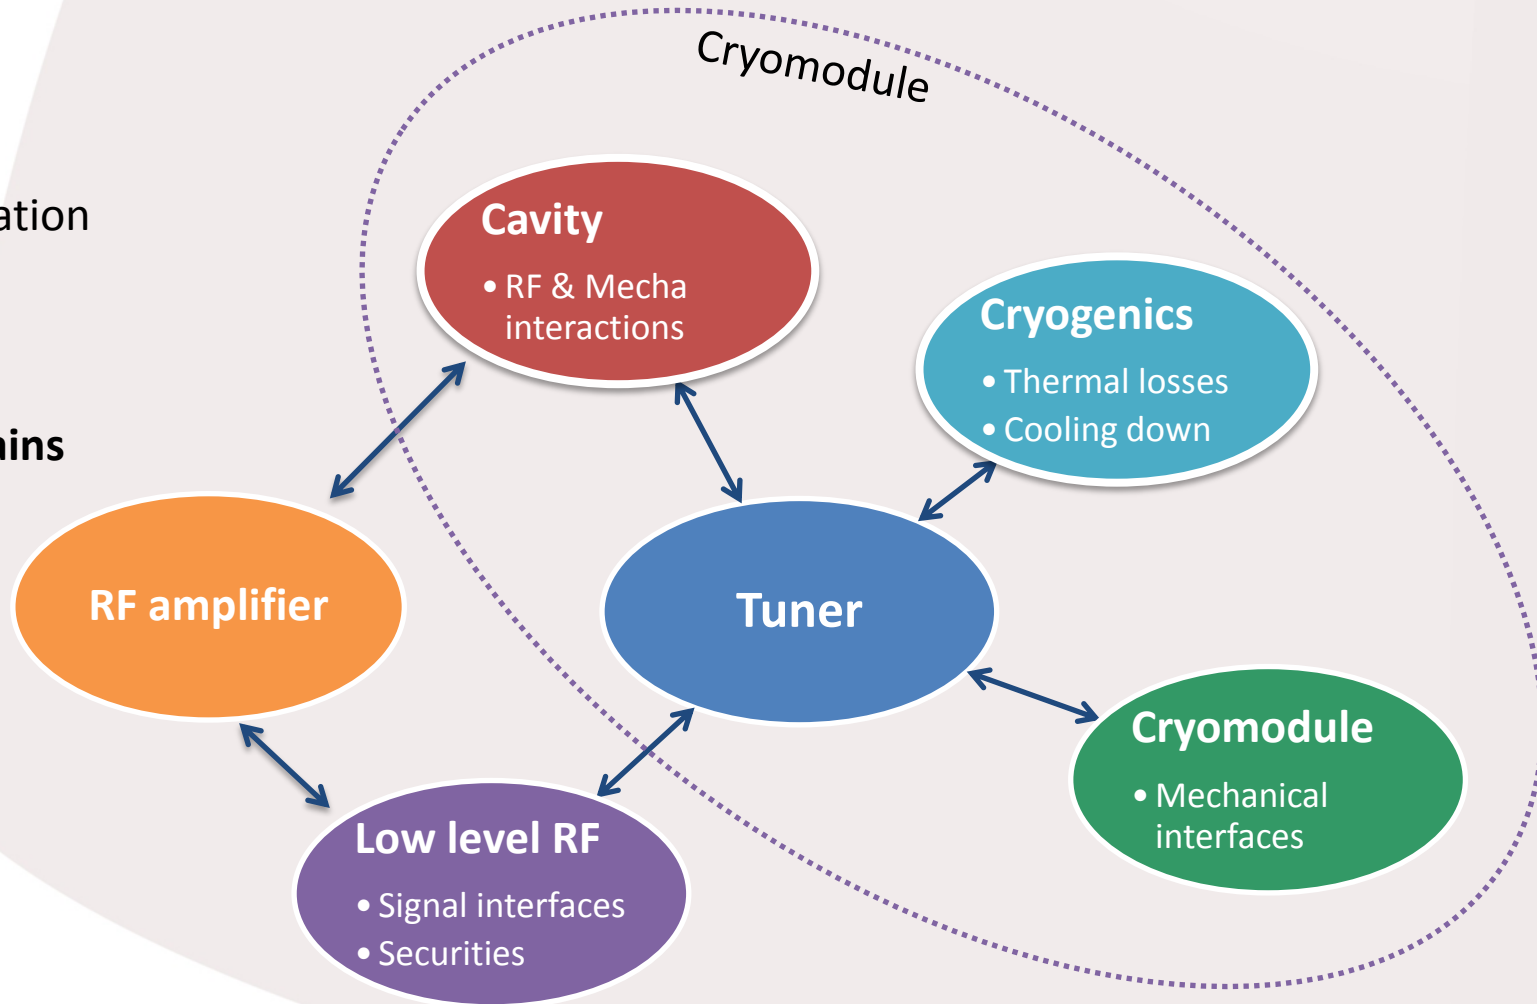 Cryomodule
ation
Cavity
• RF & Mecha
interactions
Cryogenics
• Thermal losses
• Cooling down
ins
RF amplifier
Tuner
Cryomodule
• Mechanical
interfaces
Low level RF
• Signal interfaces
• Securities